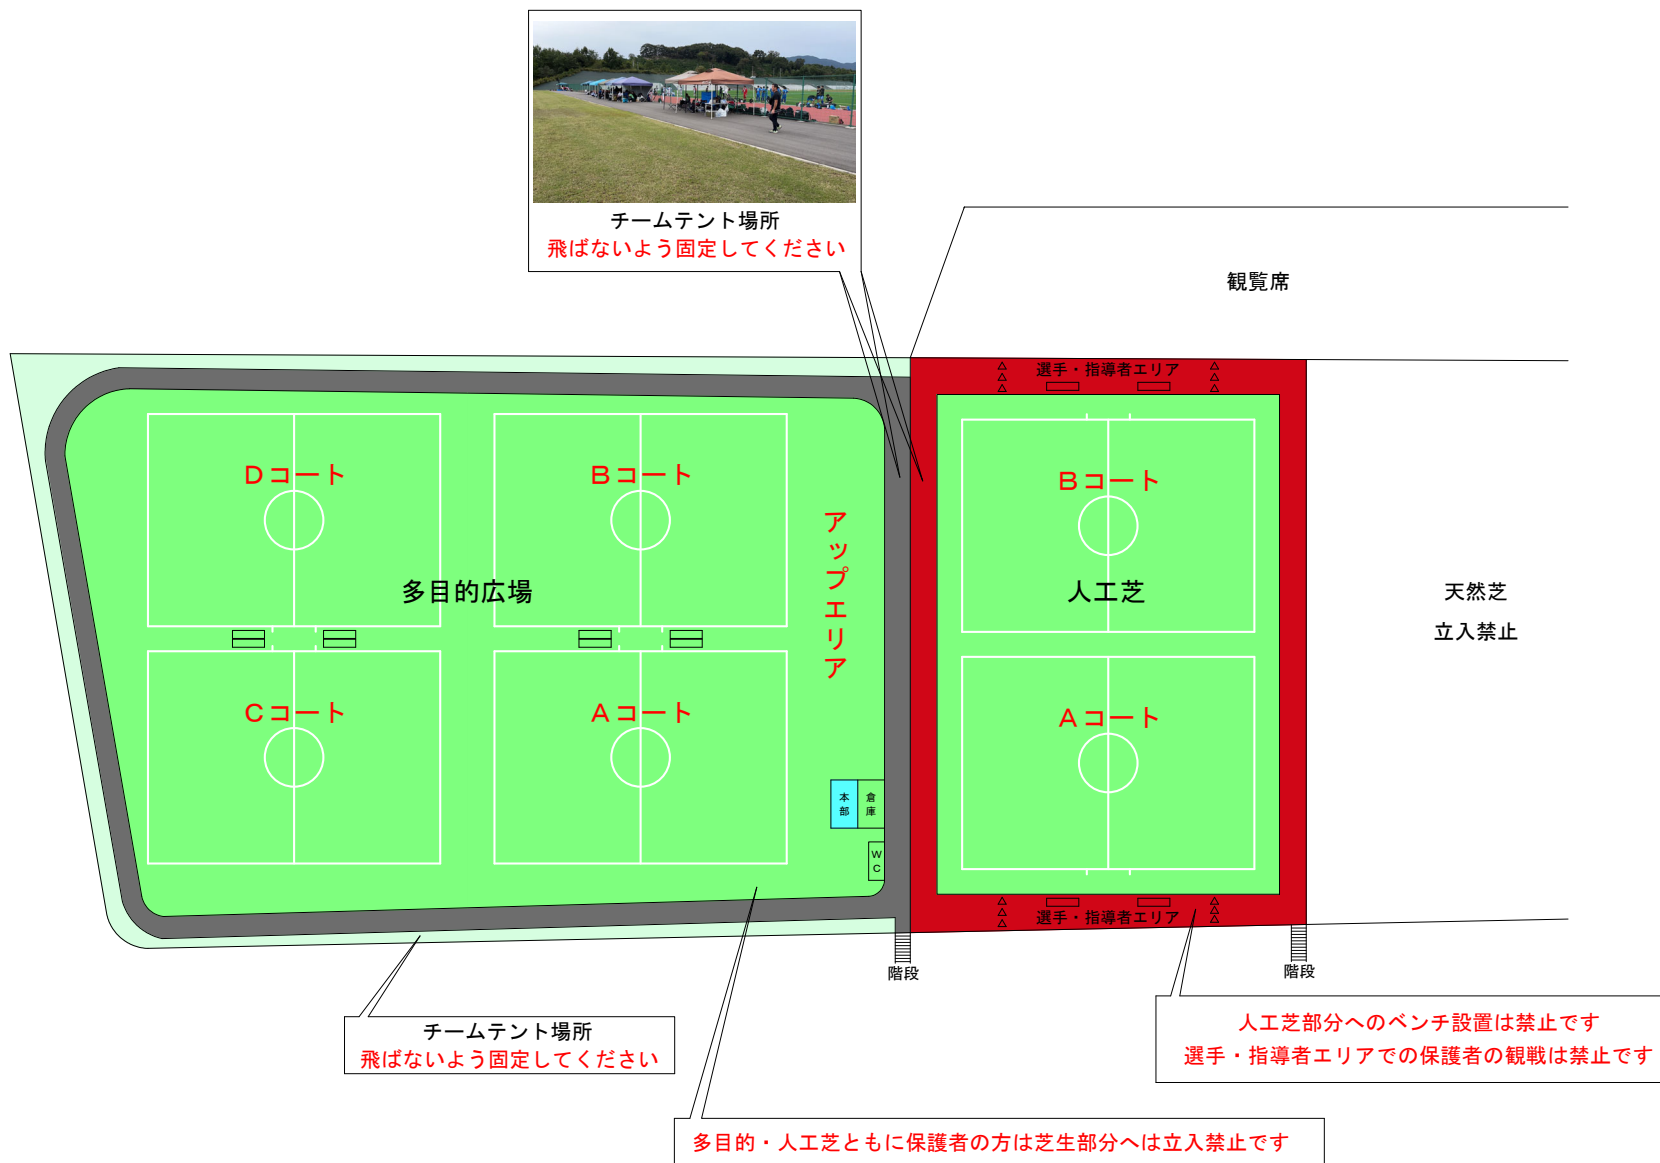 チームテント場所
飛ばないよう固定してください
観覧席
選手・指導者エリア
Dコート
Bコート
Bコート
アップエリア
多目的広場
人工芝
天然芝
立入禁止
Cコート
Aコート
Aコート
本部
倉庫
WC
選手・指導者エリア
階段
階段
チームテント場所
飛ばないよう固定してください
人工芝部分へのベンチ設置は禁止です
選手・指導者エリアでの保護者の観戦は禁止です
多目的・人工芝ともに保護者の方は芝生部分へは立入禁止です